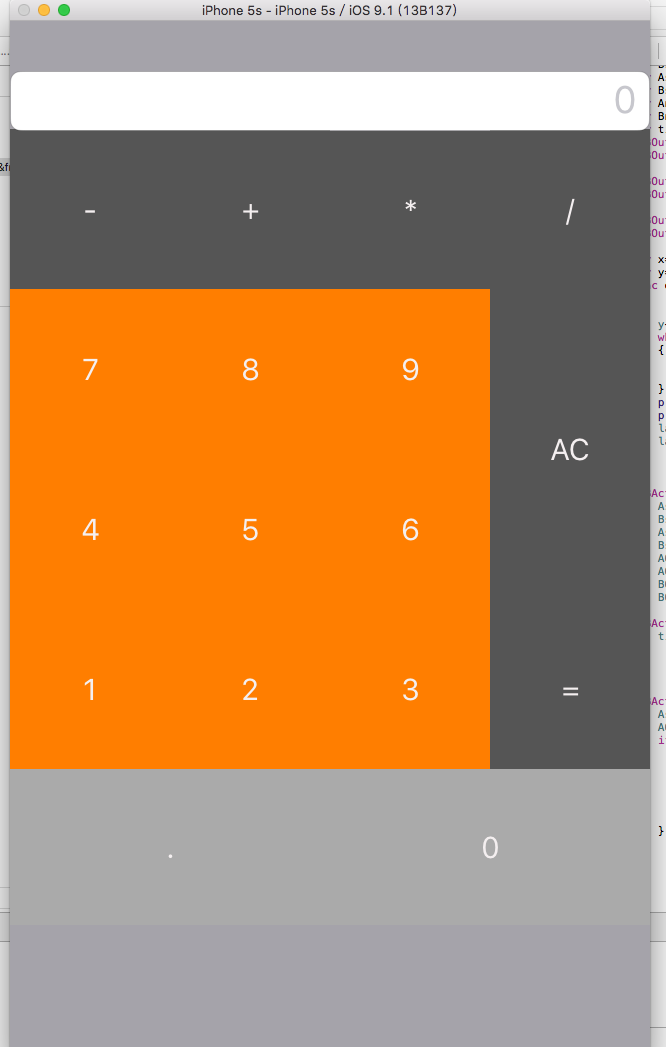 iPhone 5s - iPhone 5s / iOS 9.1 (13B137)
0
- + * /
7 8 9
AC
4 5 6
1 2 3 =
. 0